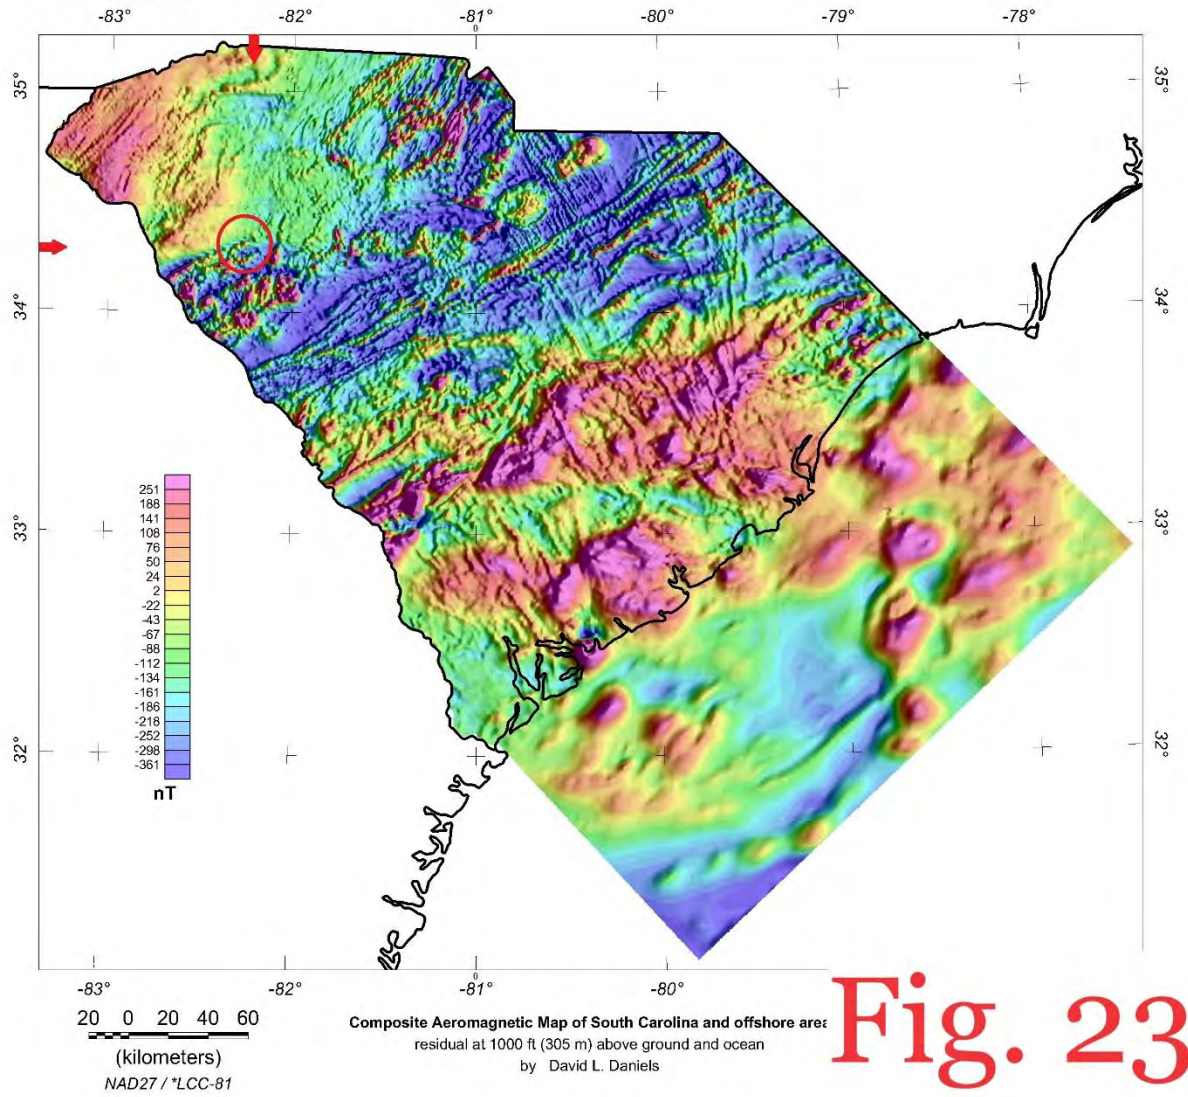 -83° -82° -81° -80° -79° -78°
35° 35°
34° 34°
33° 33°
32° 32°
251
188
141
108
76
50
24
2
-22
-43
-67
-88
-112
-134
-161
-186
-218
-252
-298
-361
nT
-83° -82° -81° -80°
20 0 20 40 60
(kilometers)
NAD27 / *LCC-81
Composite Aeromagnetic Map of South Carolina and offshore area
residual at 1000 ft (305 m) above ground and ocean
by David L. Daniels
Fig. 23